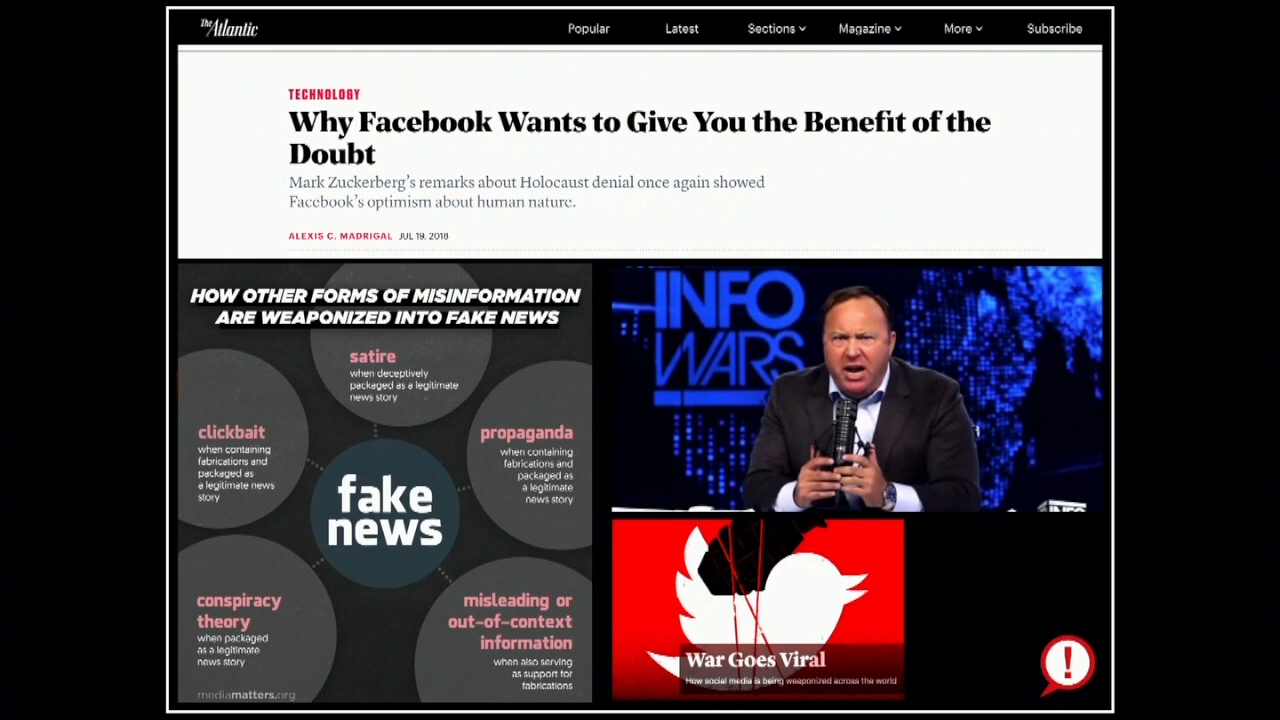 The Atlantic
Popular Latest Sections Magazine More Subscribe
TECHNOLOGY
Why Facebook Wants to Give You the Benefit of the
Doubt
Mark Zuckerberg's remarks about Holocaust denial once again showed
Facebook's optimism about human nature.
ALEXIS C. MADRIGAL JUL 19, 2018
HOW OTHER FORMS OF MISINFORMATION
ARE WEAPONIZED INTO FAKE NEWS
satire
when deceptively
packaged as a legitimate
news story
clickbait
when containing
fabrications and
packaged as
a legitimate news
story
propaganda
when containing
fabrications and
packaged as
a legitimate
news story
fake
news
conspiracy
theory
when packaged
as a legitimate
news story
misleading or
out-of-context
information
when also serving
as support for
fabrications
mediamatters.org
INFO
WARS
INFO
War Goes Viral
How social media is being weaponized across the world
!